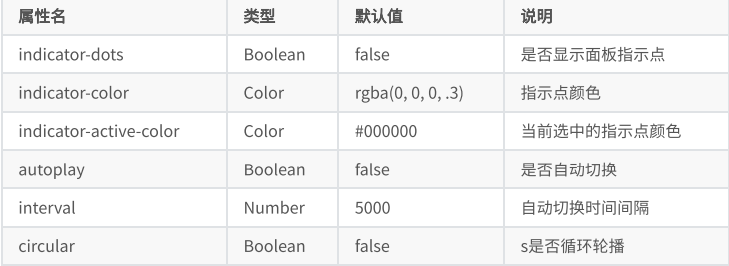 属性名 类型 默认值 说明
indicator-dots Boolean false 是否显示面板指示点
indicator-color Color rgba(0, 0, 0, .3) 指示点颜色
indicator-active-color Color #000000 当前选中的指示点颜色
autoplay Boolean false 是否自动切换
interval Number 5000 自动切换时间间隔
circular Boolean false s是否循环轮播